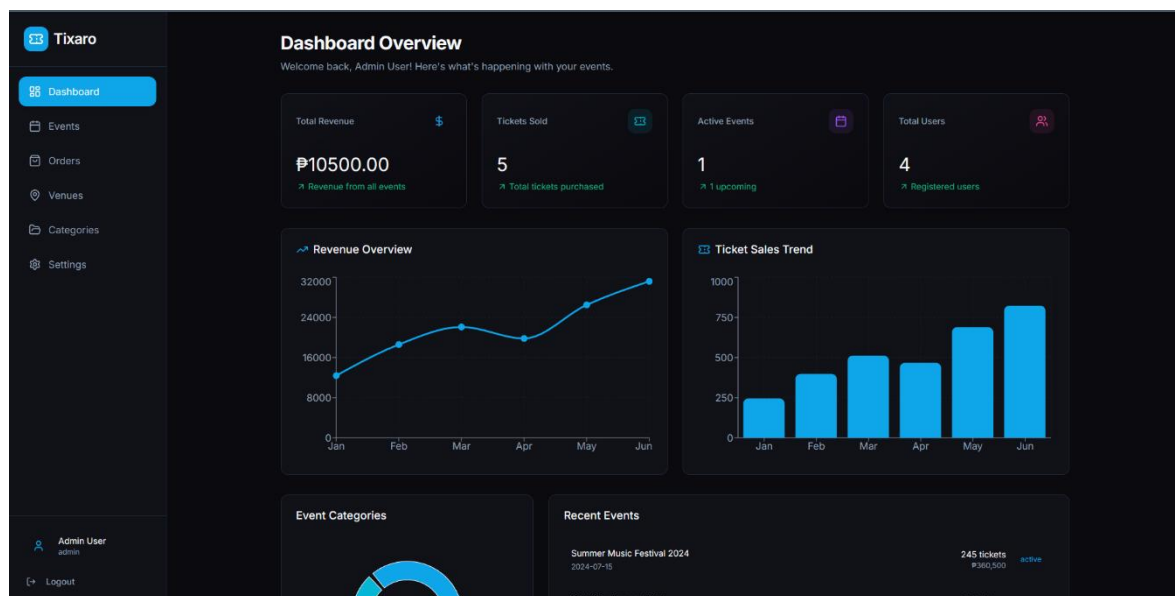 Tixaro
Dashboard
Events
Orders
Venues
Categories
Settings
Admin User
admin
Logout
Dashboard Overview
Welcome back, Admin User! Here's what's happening with your events.
Total Revenue
$
₱10500.00
Revenue from all events
Tickets Sold
5
Total tickets purchased
Active Events
1
1 upcoming
Total Users
4
Registered users
Revenue Overview
32000
24000
16000
8000
0
Jan Feb Mar Apr May Jun
Ticket Sales Trend
1000
750
500
250
0
Jan Feb Mar Apr May Jun
Event Categories
Recent Events
Summer Music Festival 2024
2024-07-15
245 tickets
₱360,500
active